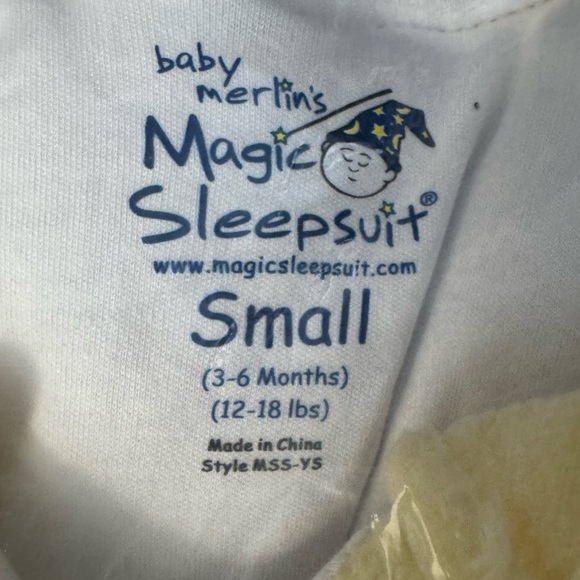 baby
merlin's
Magic
Sleepsuit®
www.magicsleepsuit.com
Small
(3-6 Months)
(12-18 lbs)
Made in China
Style MSS-YS